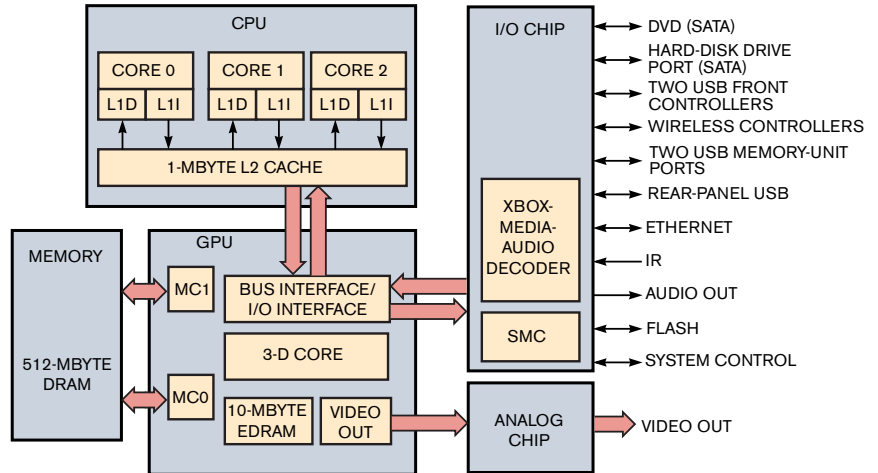 CPU
CORE 0
L1D
L1I
CORE 1
L1D
L1I
CORE 2
L1D
L1I
1-MBYTE L2 CACHE
MEMORY
512-MBYTE
DRAM
GPU
MC1
MC0
BUS INTERFACE/
I/O INTERFACE
3-D CORE
10-MBYTE
EDRAM
VIDEO
OUT
I/O CHIP
XBOX-
MEDIA-
AUDIO
DECODER
SMC
ANALOG
CHIP
DVD (SATA)
HARD-DISK DRIVE
PORT (SATA)
TWO USB FRONT
CONTROLLERS
WIRELESS CONTROLLERS
TWO USB MEMORY-UNIT
PORTS
REAR-PANEL USB
ETHERNET
IR
AUDIO OUT
FLASH
SYSTEM CONTROL
VIDEO OUT